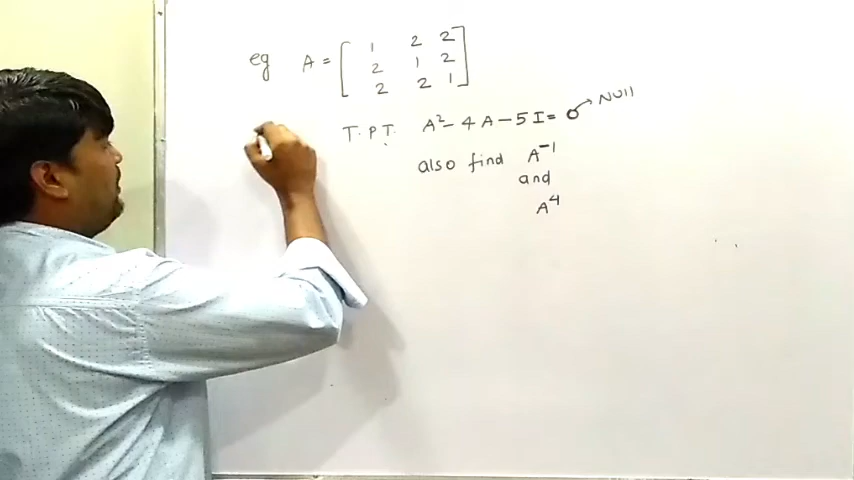 eg A = [ 1 2 2
2 1 2
2 2 1 ]
T.P.T. A² - 4A - 5I = 0 → NUll
also find A⁻¹
and
A⁴